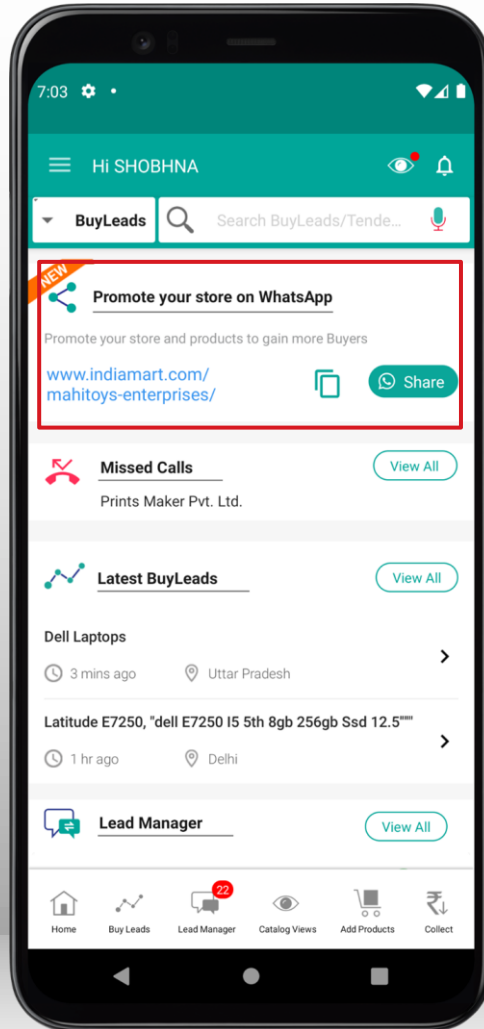 7:03
Hi SHOBHNA
BuyLeads
Search BuyLeads/Tende...
NEW
Promote your store on WhatsApp
Promote your store and products to gain more Buyers
www.indiamart.com/
mahitoys-enterprises/
Share
Missed Calls
View All
Prints Maker Pvt. Ltd.
Latest BuyLeads
View All
Dell Laptops
3 mins ago
Uttar Pradesh
Latitude E7250, "dell E7250 I5 5th 8gb 256gb Ssd 12.5"""
1 hr ago
Delhi
Lead Manager
View All
22
Home
Buy Leads
Lead Manager
Catalog Views
Add Products
Collect